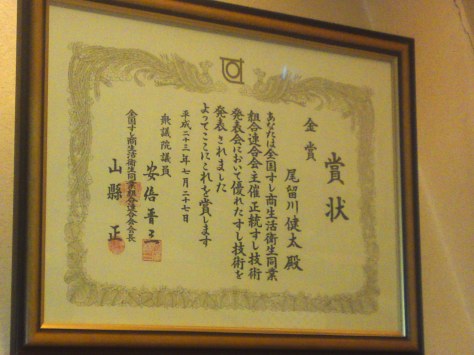 賞状
金賞
尾留川健太殿
あなたは全国すし商生活衛生同業
組合連合会主催正統すし技術
発表会において優れたすし技術を
発表されました
よってここにこれを賞します
平成二十三年七月二十七日
衆議院議員
安倍晋三
全国すし商生活衛生同業組合連合会会長
山縣正